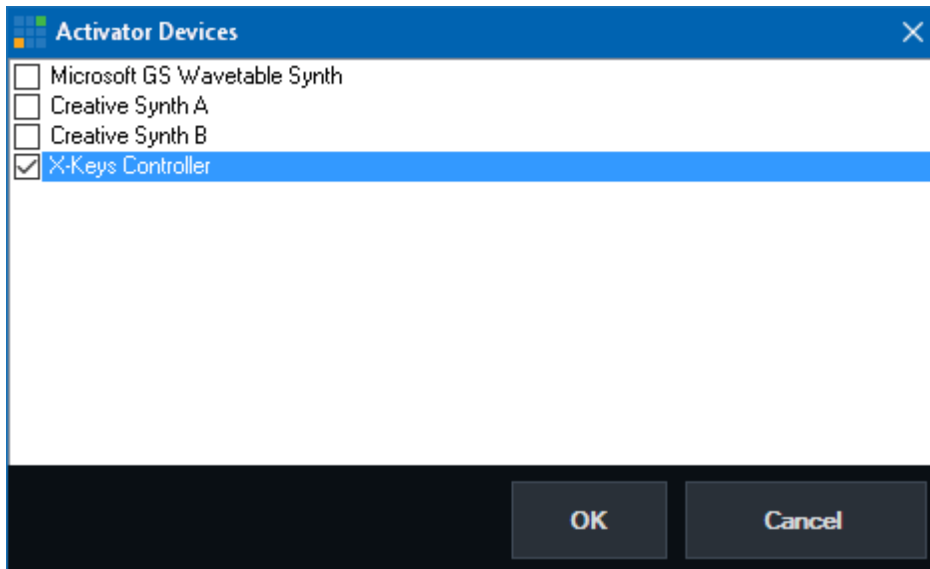 Activator Devices
Microsoft GS Wavetable Synth
Creative Synth A
Creative Synth B
X-Keys Controller
OK Cancel